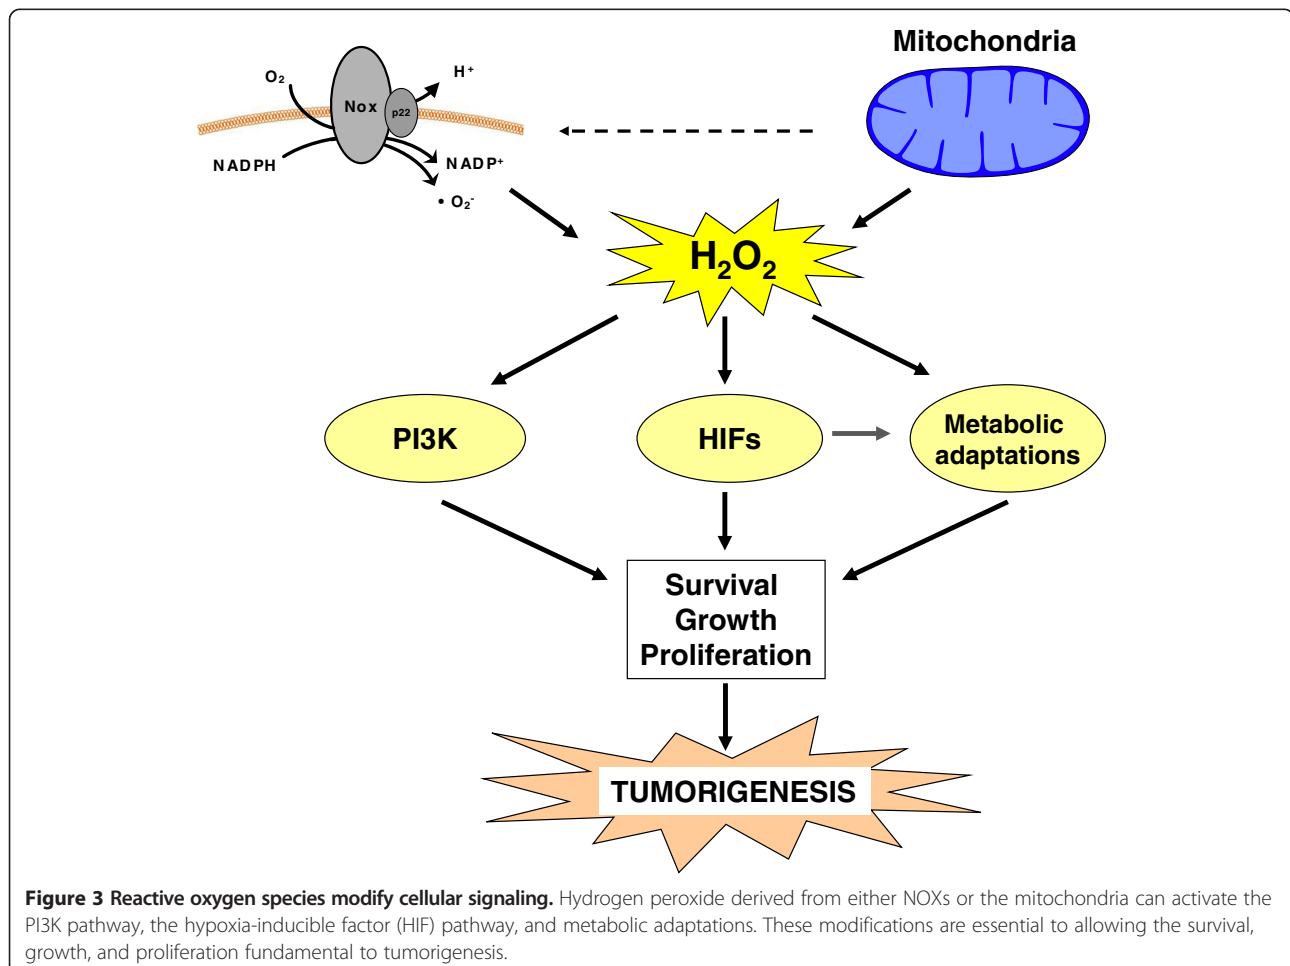 Mitochondria
O₂
H⁺
Nox
p22
NADPH
NADP⁺
• O₂⁻
H₂O₂
PI3K
HIFs
Metabolic
adaptations
Survival
Growth
Proliferation
TUMORIGENESIS
Figure 3 Reactive oxygen species modify cellular signaling. Hydrogen peroxide derived from either NOXs or the mitochondria can activate the
PI3K pathway, the hypoxia-inducible factor (HIF) pathway, and metabolic adaptations. These modifications are essential to allowing the survival,
growth, and proliferation fundamental to tumorigenesis.